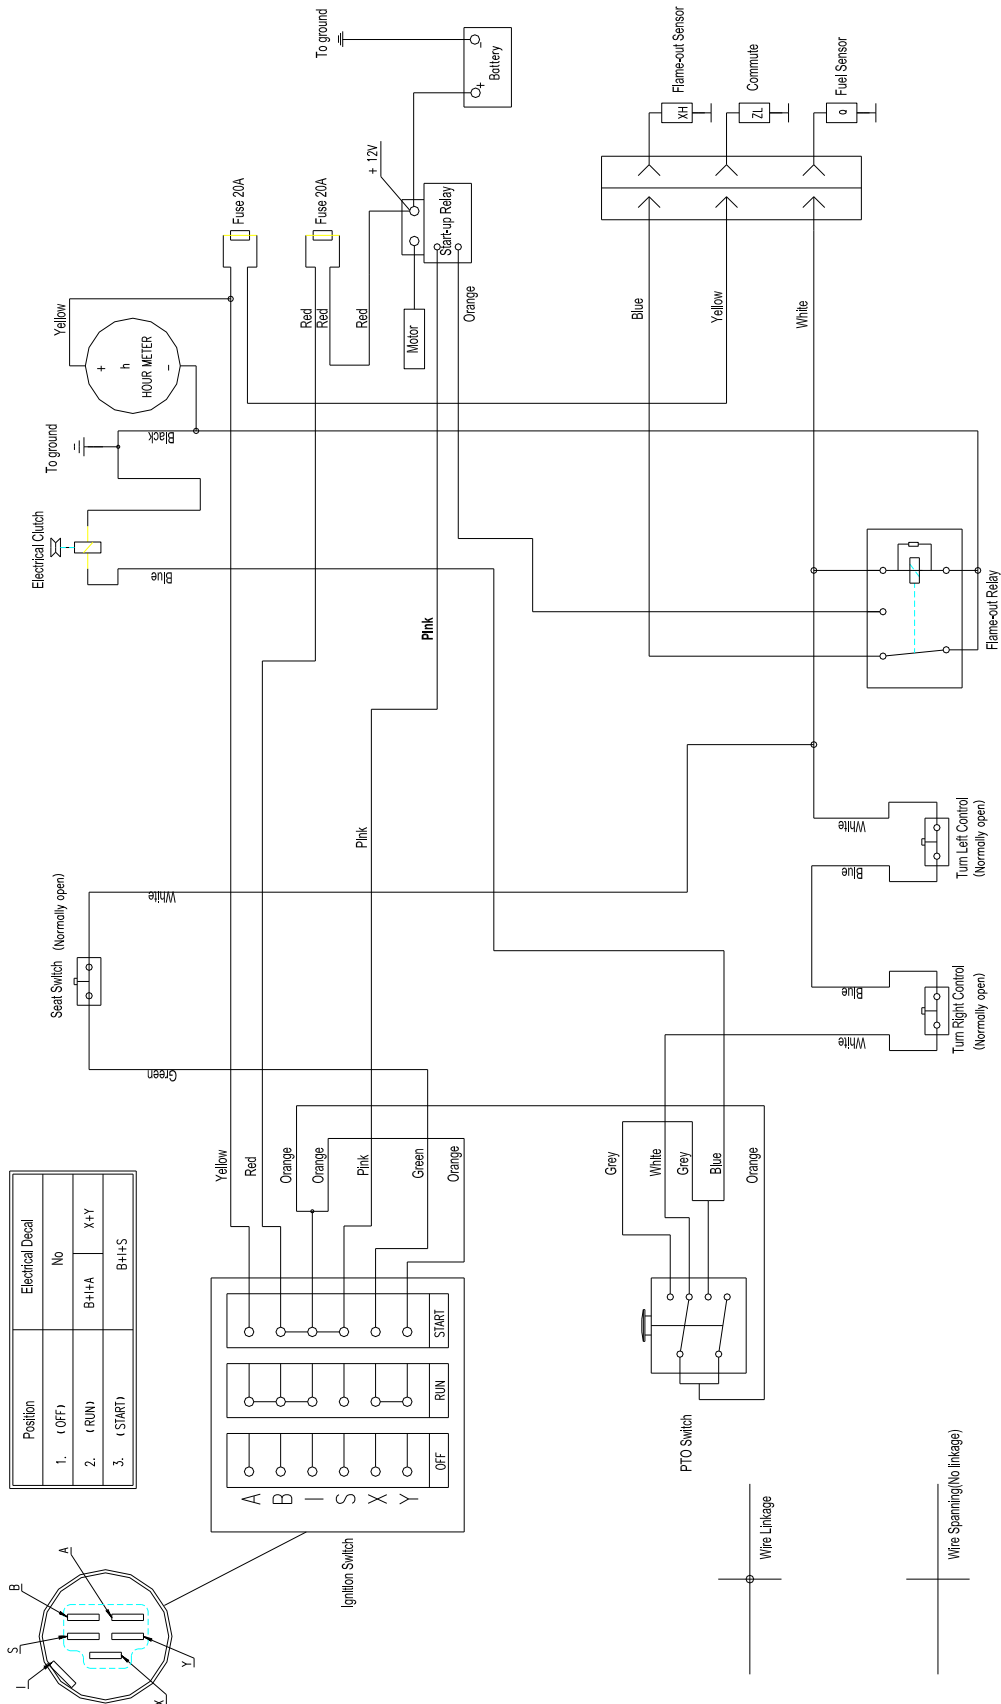 To ground
Battery
+
-
+ 12V
Start-up Relay
Motor
Fuse 20A
Fuse 20A
Flame-out Sensor
XH
Commute
ZL
Fuel Sensor
Q
Yellow
+
h
HOUR METER
-
Red
Red
Red
Orange
Blue
Yellow
White
To ground
Black
Electrical Clutch
Blue
Pink
Flame-out Relay
Pink
Seat Switch (Normally open)
White
Green
White
Turn Left Control
(Normally open)
Blue
Blue
Turn Right Control
(Normally open)
White
Yellow
Red
Orange
Orange
Pink
Green
Orange
Grey
White
Grey
Blue
Orange
Position
Electrical Decal
1. (OFF)
No
2. (RUN)
B+I+A
X+Y
3. (START)
B+I+S
START
RUN
OFF
A
B
I
S
X
Y
Ignition Switch
PTO Switch
Wire Linkage
Wire Spanning(No linkage)
A
B
S
I
Y
X